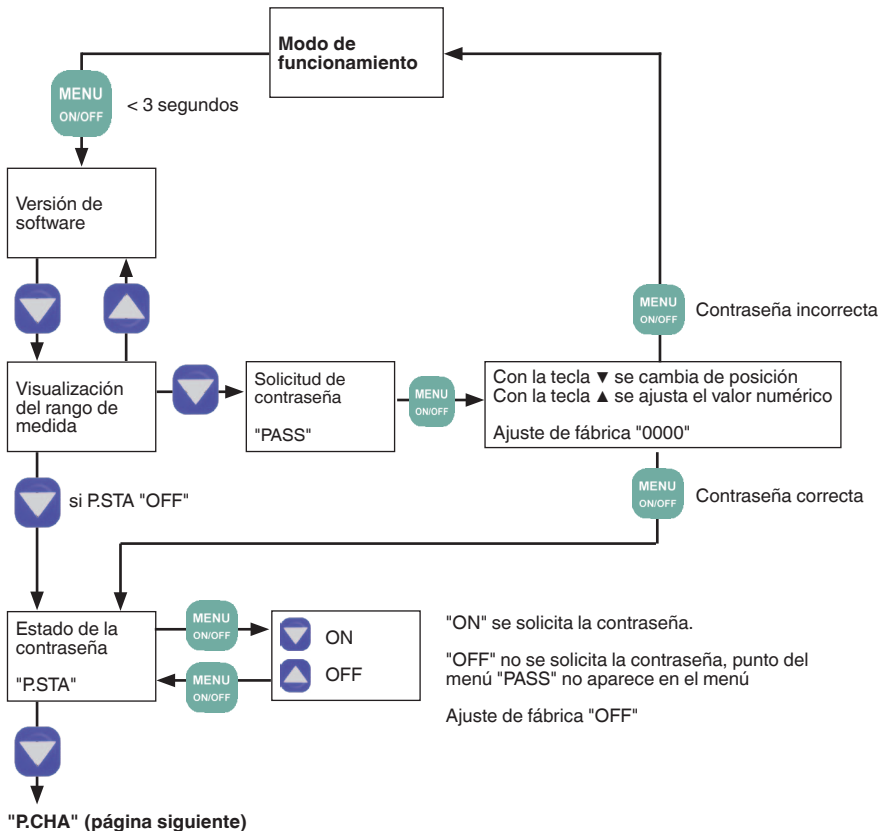 Modo de
funcionamiento
MENU
ON/OFF
< 3 segundos
Versión de
software
MENU
ON/OFF
Contraseña incorrecta
Visualización
del rango de
medida
Solicitud de
contraseña
"PASS"
MENU
ON/OFF
Con la tecla ▼ se cambia de posición
Con la tecla ▲ se ajusta el valor numérico
Ajuste de fábrica "0000"
si P.STA "OFF"
MENU
ON/OFF
Contraseña correcta
Estado de la
contraseña
"P.STA"
MENU
ON/OFF
MENU
ON/OFF
ON
OFF
"ON" se solicita la contraseña.
"OFF" no se solicita la contraseña, punto del
menú "PASS" no aparece en el menú
Ajuste de fábrica "OFF"
"P.CHA" (página siguiente)